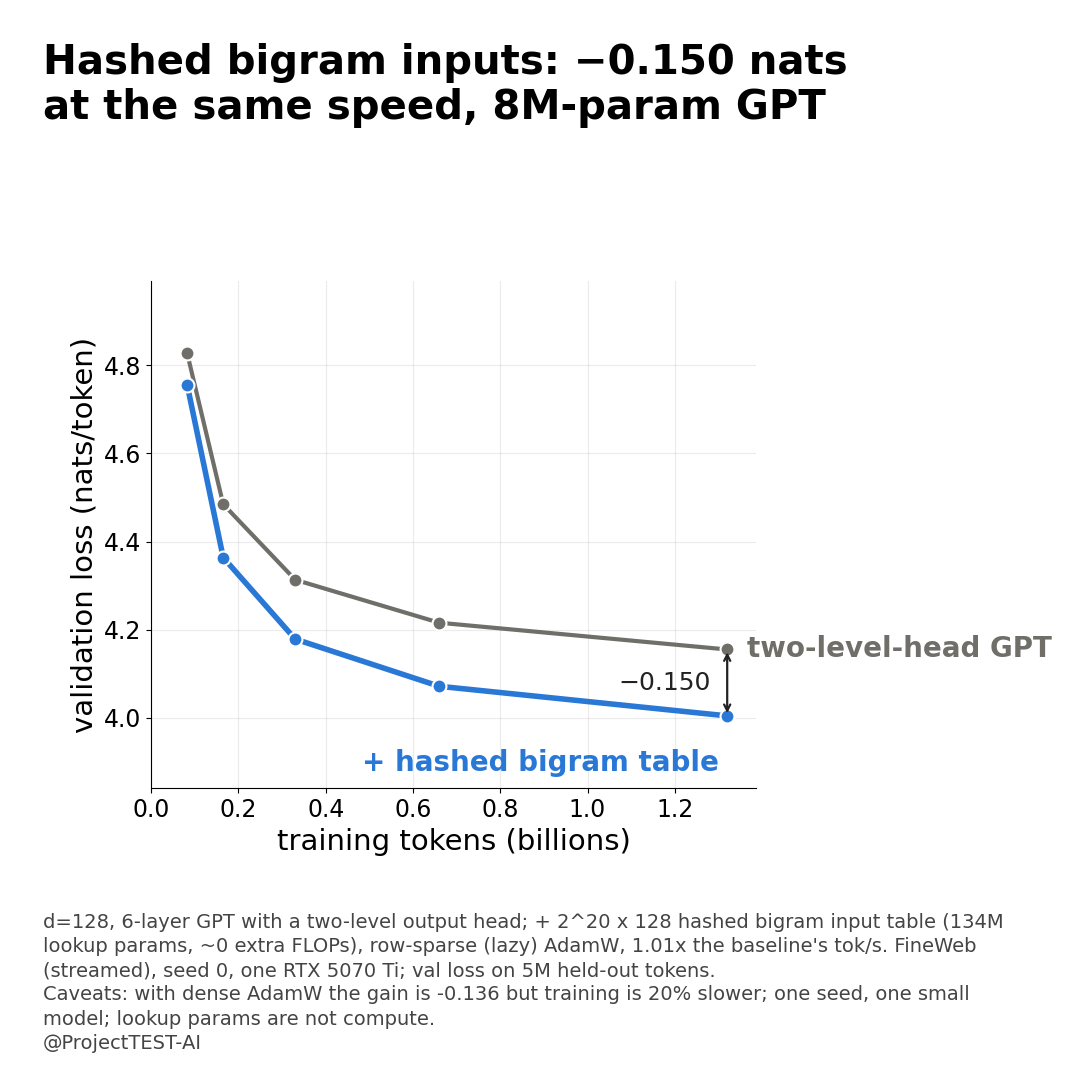 Hashed bigram inputs: −0.150 nats
at the same speed, 8M-param GPT
validation loss (nats/token)
4.8
4.6
4.4
4.2
4.0
two-level-head GPT
−0.150
+ hashed bigram table
0.0 0.2 0.4 0.6 0.8 1.0 1.2
training tokens (billions)
d=128, 6-layer GPT with a two-level output head; + 2^20 x 128 hashed bigram input table (134M
lookup params, ~0 extra FLOPs), row-sparse (lazy) AdamW, 1.01x the baseline's tok/s. FineWeb
(streamed), seed 0, one RTX 5070 Ti; val loss on 5M held-out tokens.
Caveats: with dense AdamW the gain is -0.136 but training is 20% slower; one seed, one small
model; lookup params are not compute.
@ProjectTEST-AI